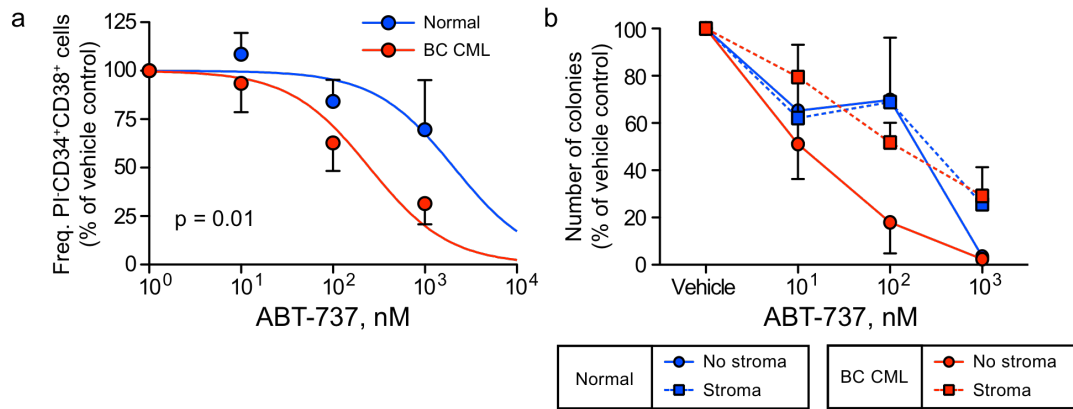 a
Freq. PI⁻CD34⁺CD38⁺ cells
(% of vehicle control)
125
100
75
50
25
0
Normal
BC CML
p = 0.01
10⁰
10¹
10²
10³
10⁴
ABT-737, nM
b
Number of colonies
(% of vehicle control)
100
80
60
40
20
0
Vehicle
10¹
10²
10³
ABT-737, nM
Normal
No stroma
Stroma
BC CML
No stroma
Stroma